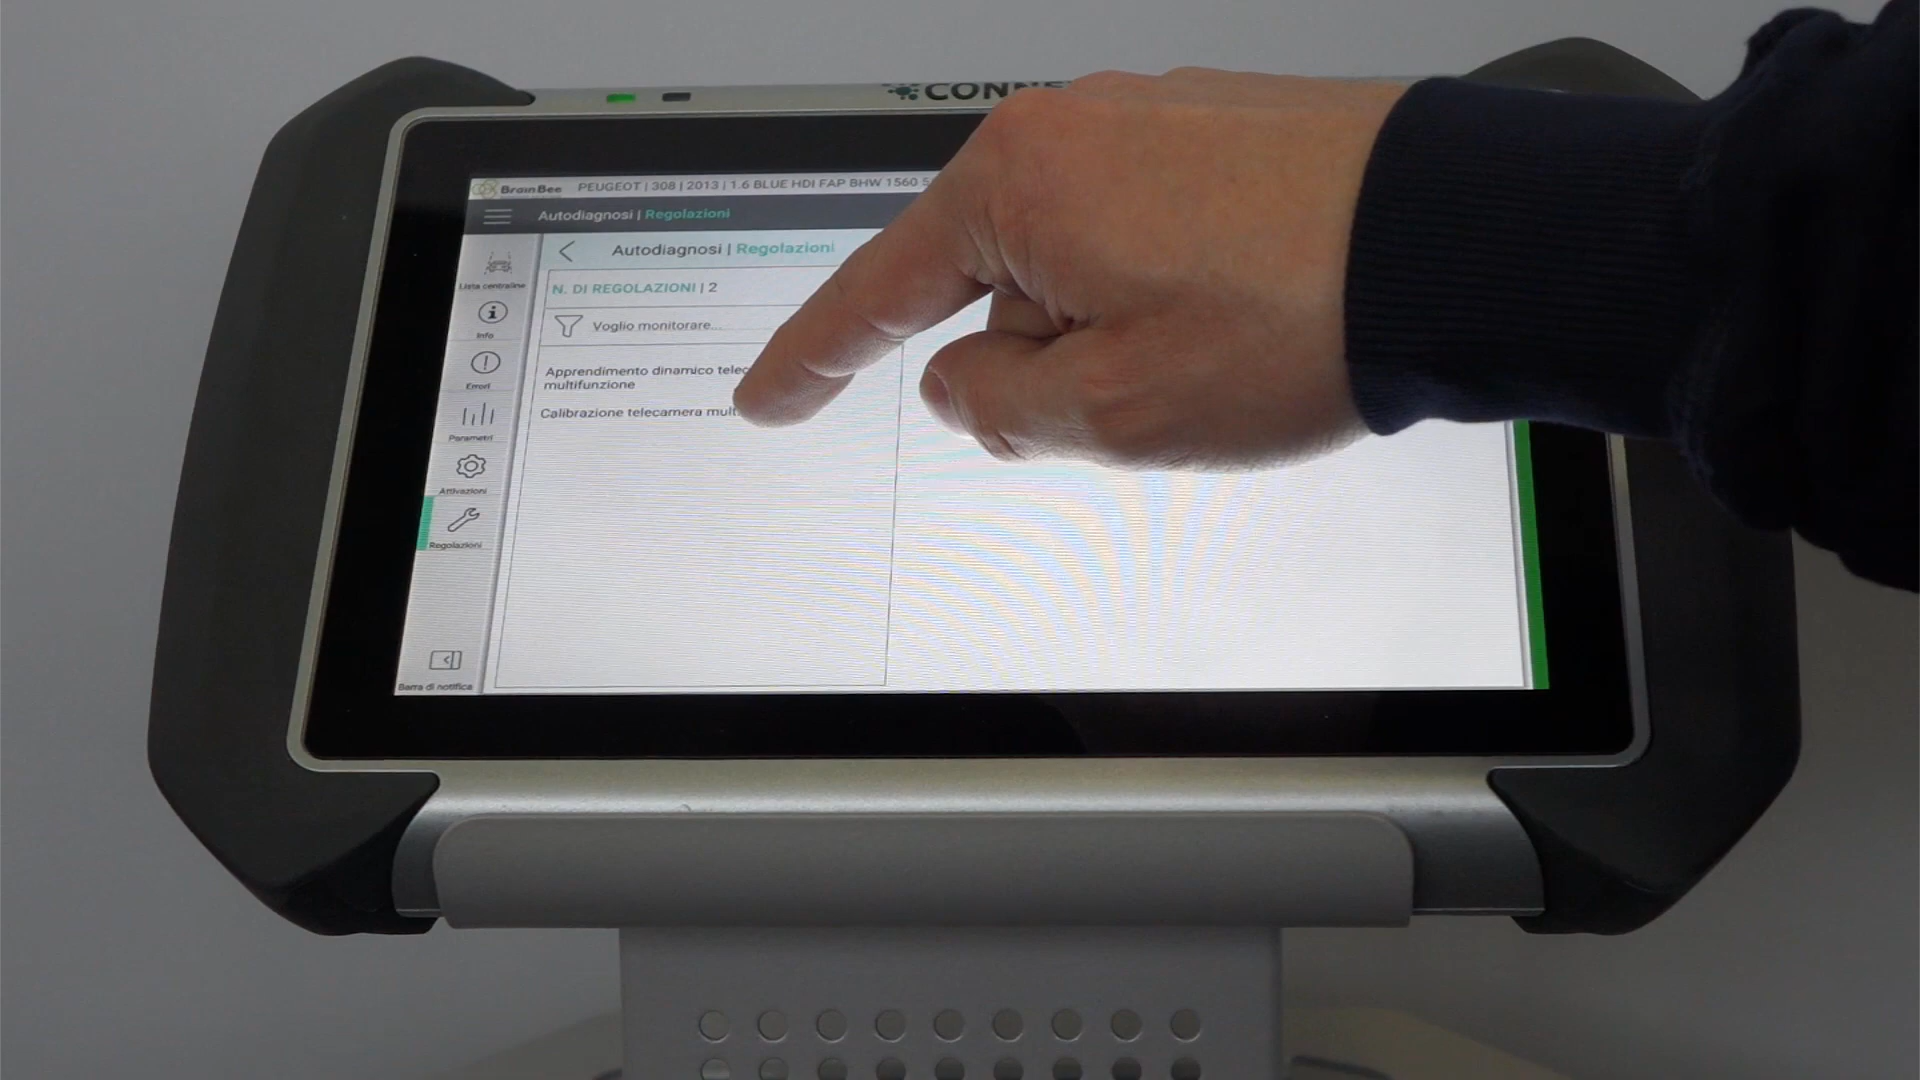 BrainBee PEUGEOT | 308 | 2013 | 1.6 BLUE HDI FAP BHW 1560
Autodiagnosi | Regolazioni
Autodiagnosi | Regolazioni
N. DI REGOLAZIONI | 2
Voglio monitorare...
Apprendimento dinamico
multifunzione
Calibrazione telecamera
Lista centraline
Info
Errori
Parametri
Attivazioni
Regolazioni
Barra di notifica